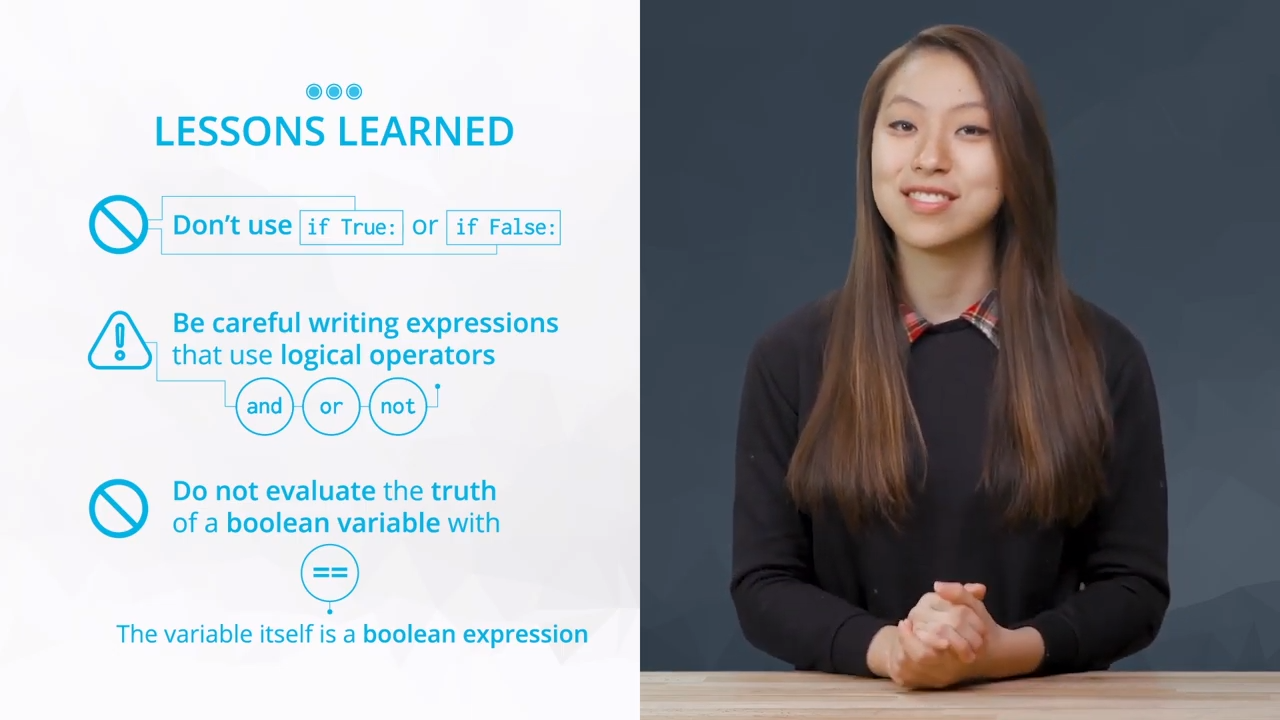 LESSONS LEARNED
Don’t use if True: or if False:
Be careful writing expressions
that use logical operators
and or not
Do not evaluate the truth
of a boolean variable with
==
The variable itself is a boolean expression